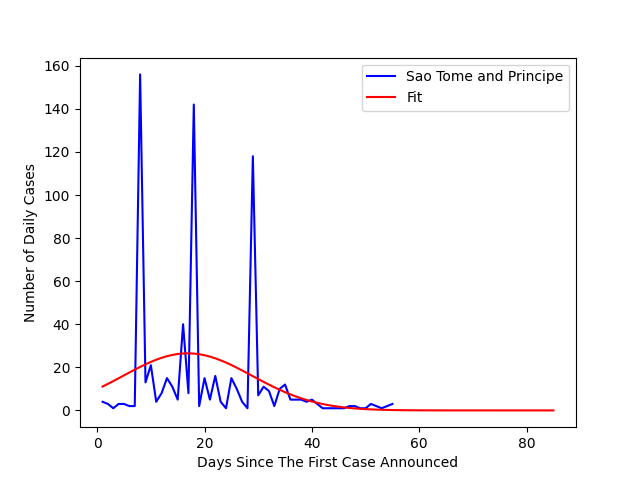 160
140
120
100
80
60
40
20
0
0 20 40 60 80
Number of Daily Cases
Days Since The First Case Announced
Sao Tome and Principe
Fit